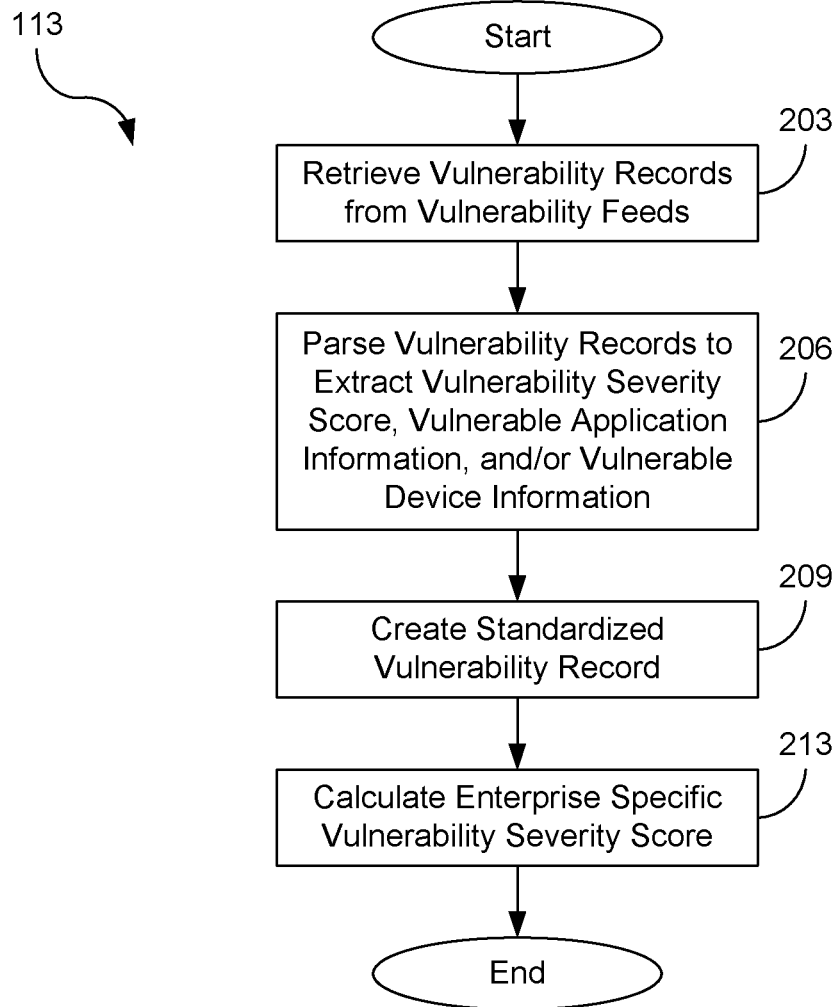 113
Start
203
Retrieve Vulnerability Records
from Vulnerability Feeds
206
Parse Vulnerability Records to
Extract Vulnerability Severity
Score, Vulnerable Application
Information, and/or Vulnerable
Device Information
209
Create Standardized
Vulnerability Record
213
Calculate Enterprise Specific
Vulnerability Severity Score
End